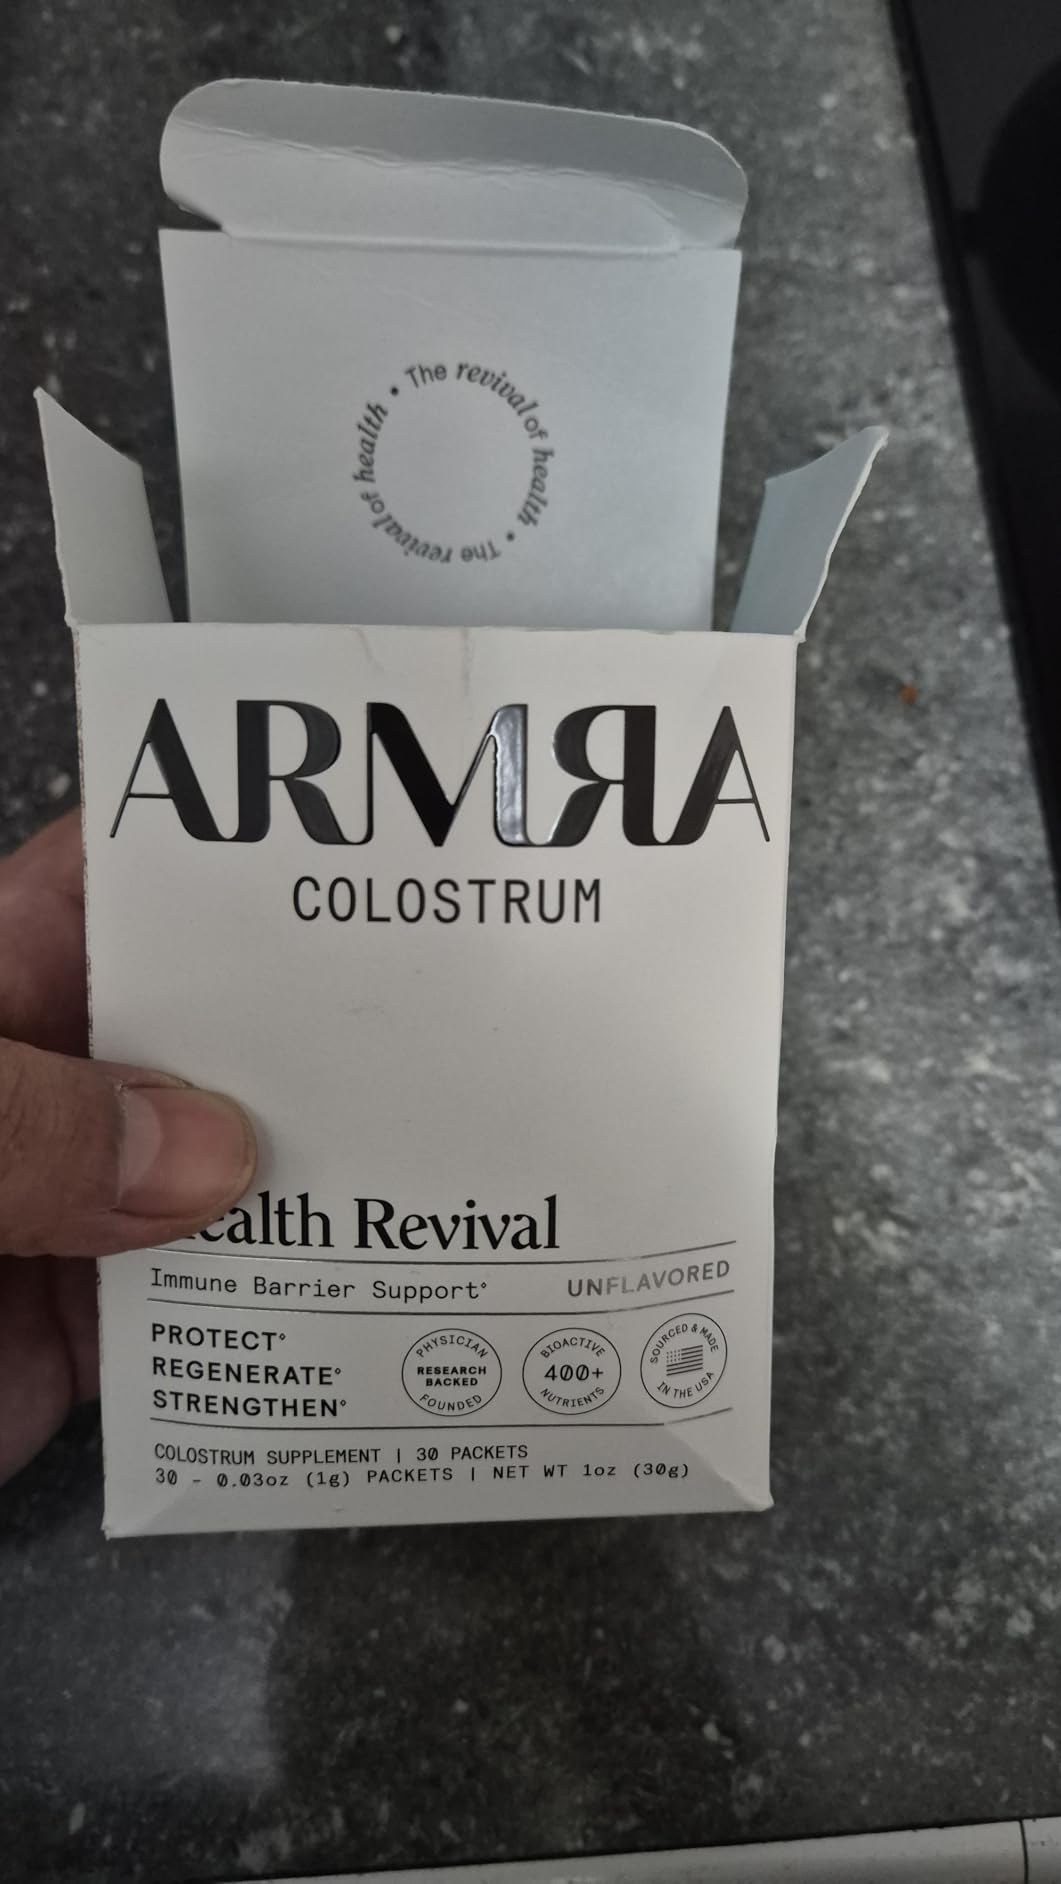 The revival of health • The revival of health •
ARMRA
COLOSTRUM
Health Revival
Immune Barrier Support°
UNFLAVORED
PROTECT°
REGENERATE°
STRENGTHEN°
PHYSICIAN
RESEARCH
BACKED
FOUNDED
BIOACTIVE
400+
NUTRIENTS
SOURCED & MADE
IN THE USA
COLOSTRUM SUPPLEMENT | 30 PACKETS
30 - 0.03oz (1g) PACKETS | NET WT 1oz (30g)